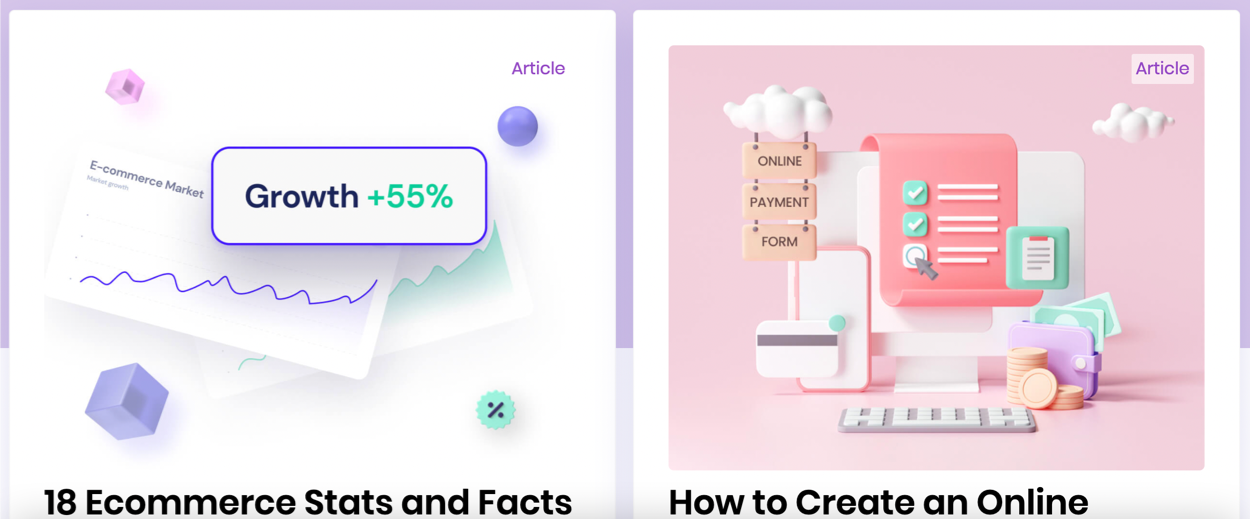 Article
E-commerce Market
Market growth
Growth +55%
18 Ecommerce Stats and Facts
Article
ONLINE
PAYMENT
FORM
How to Create an Online